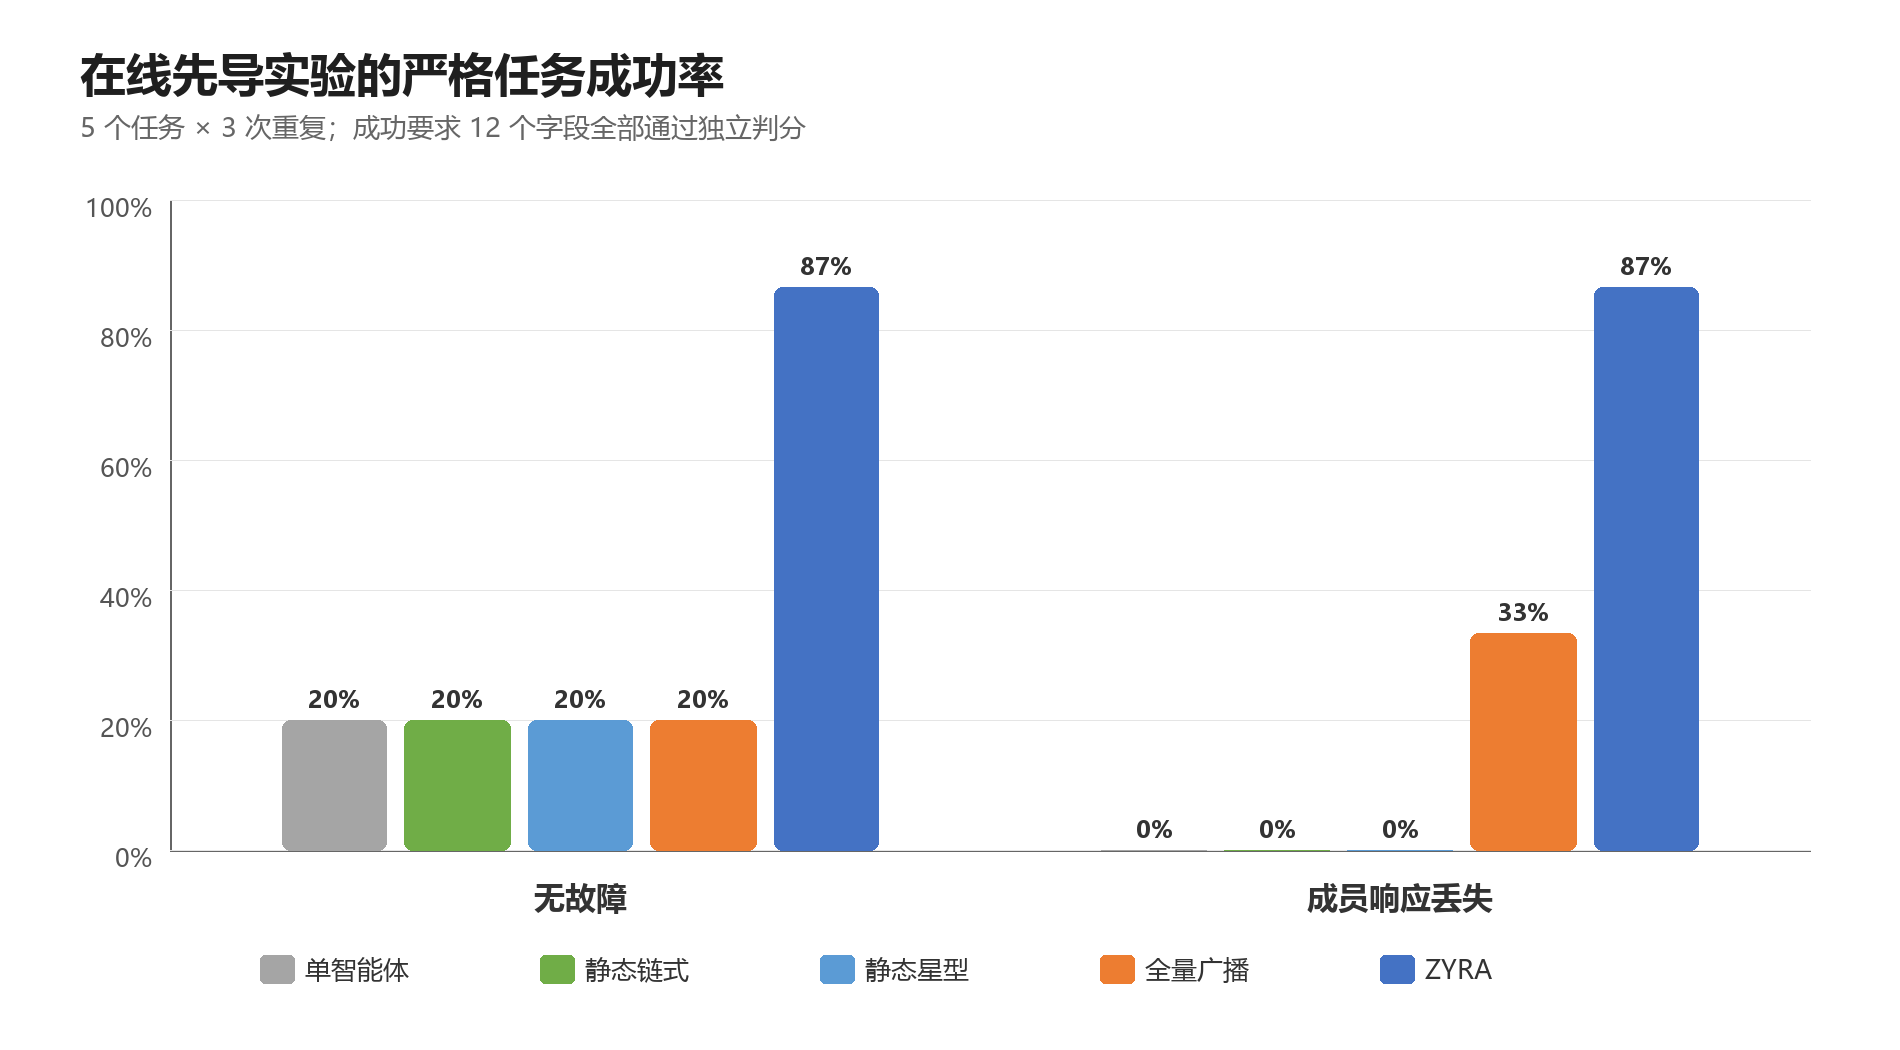 在线先导实验的严格任务成功率
5 个任务 × 3 次重复；成功要求 12 个字段全部通过独立判分
100%
80%
60%
40%
20%
0%
20%
20%
20%
20%
87%
0%
0%
0%
33%
87%
无故障
成员响应丢失
单智能体
静态链式
静态星型
全量广播
ZYRA